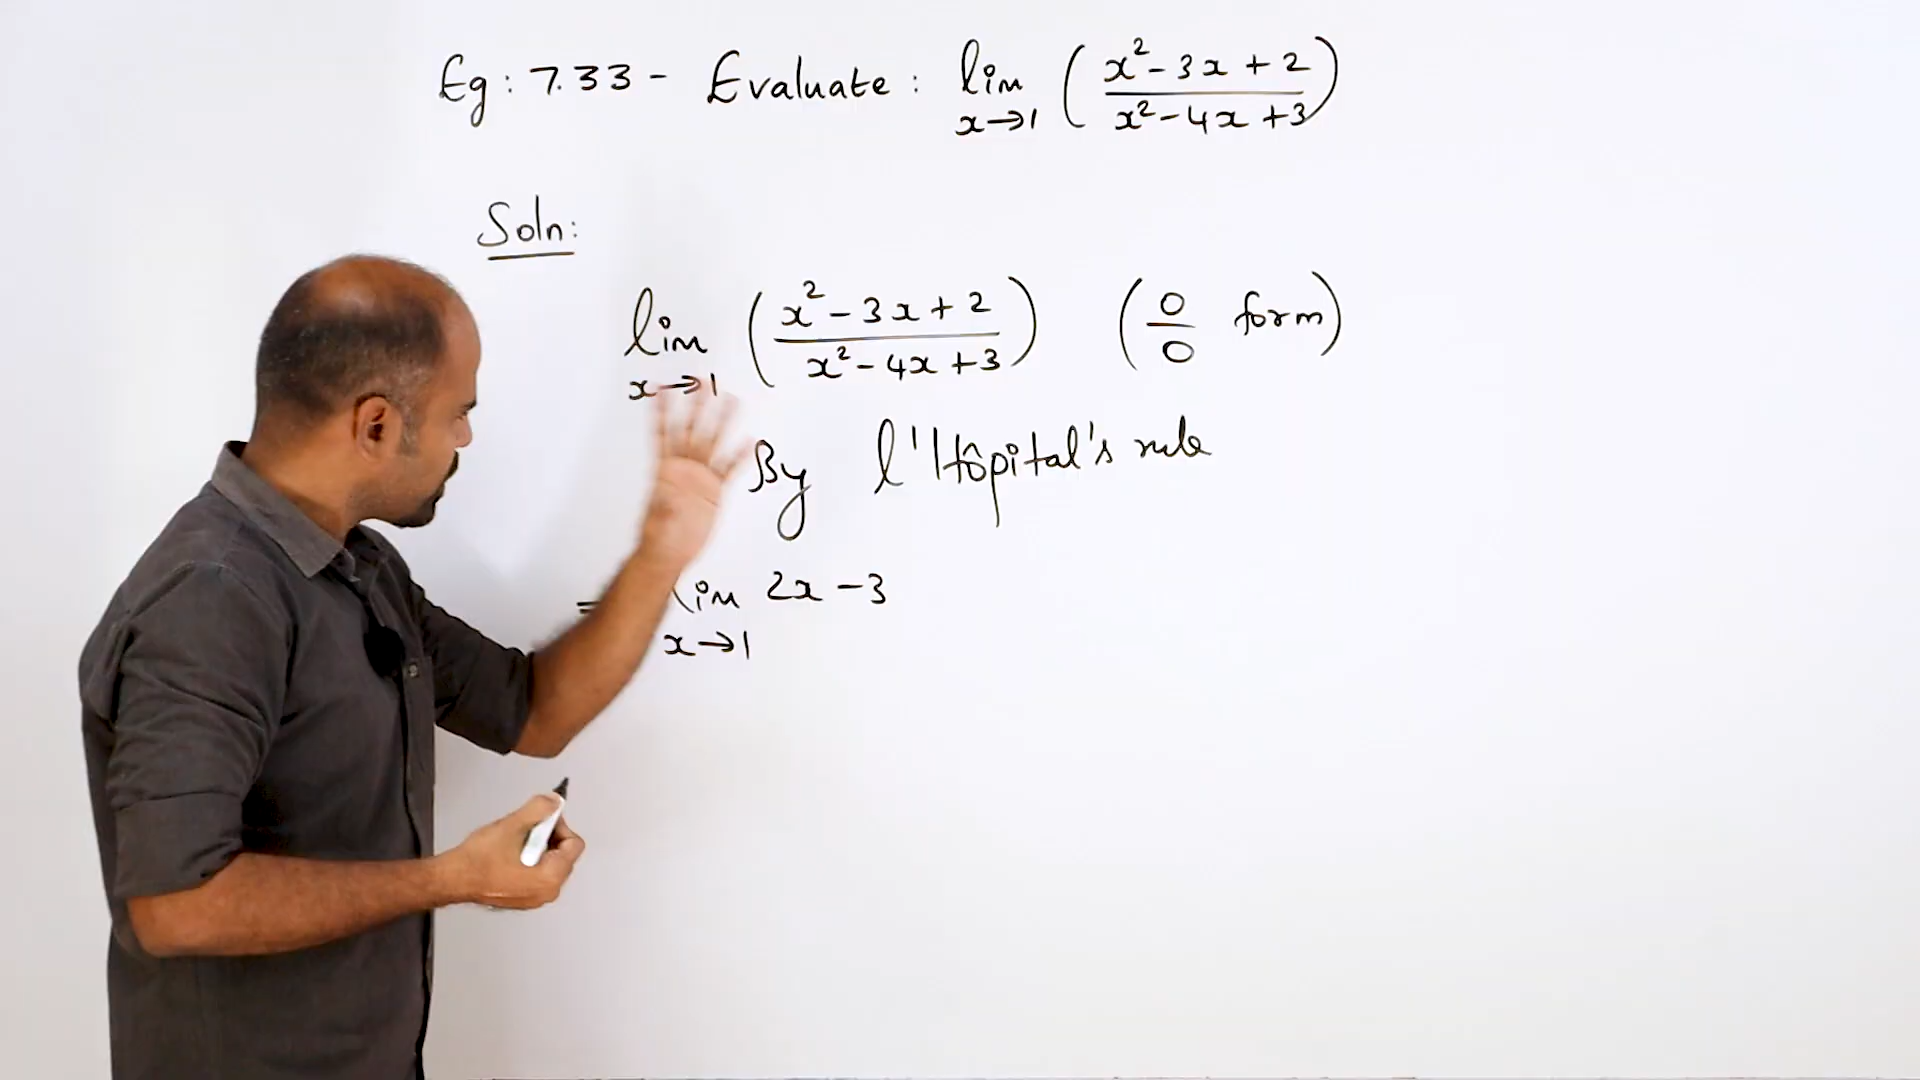 Eg: 7.33 - Evaluate: lim x→1 (x² - 3x + 2 / x² - 4x + 3)
Soln:
lim x→1 (x² - 3x + 2 / x² - 4x + 3) (0/0 form)
By l'Hôpital's rule
= lim x→1 2x - 3